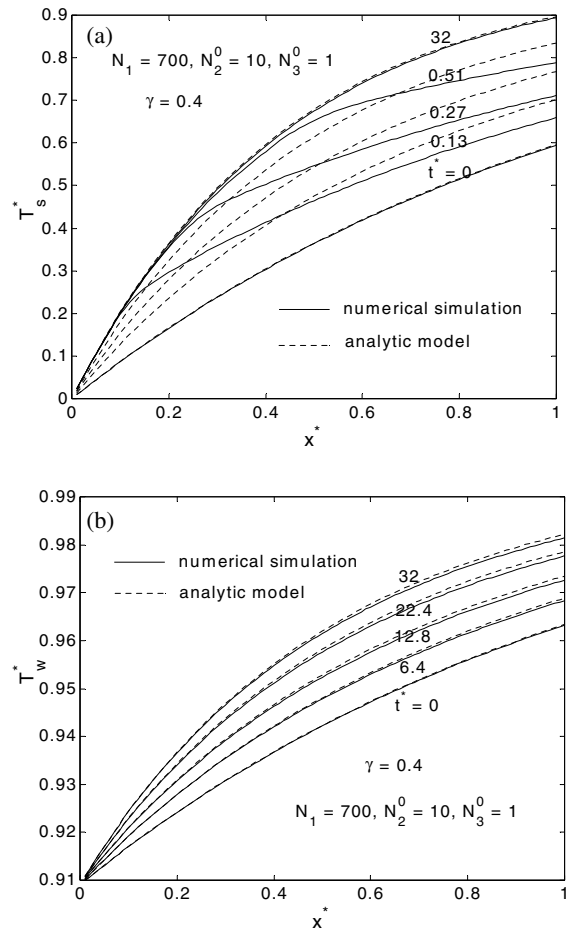 (a)
0.9
0.8
0.7
0.6
0.5
0.4
0.3
0.2
0.1
0
T*s
N1 = 700, N2^0 = 10, N3^0 = 1
γ = 0.4
32
0.51
0.27
0.13
t* = 0
numerical simulation
analytic model
0 0.2 0.4 0.6 0.8 1
x*
(b)
0.99
0.98
0.97
0.96
0.95
0.94
0.93
0.92
0.91
T*w
numerical simulation
analytic model
32
22.4
12.8
6.4
t* = 0
γ = 0.4
N1 = 700, N2^0 = 10, N3^0 = 1
0 0.2 0.4 0.6 0.8 1
x*